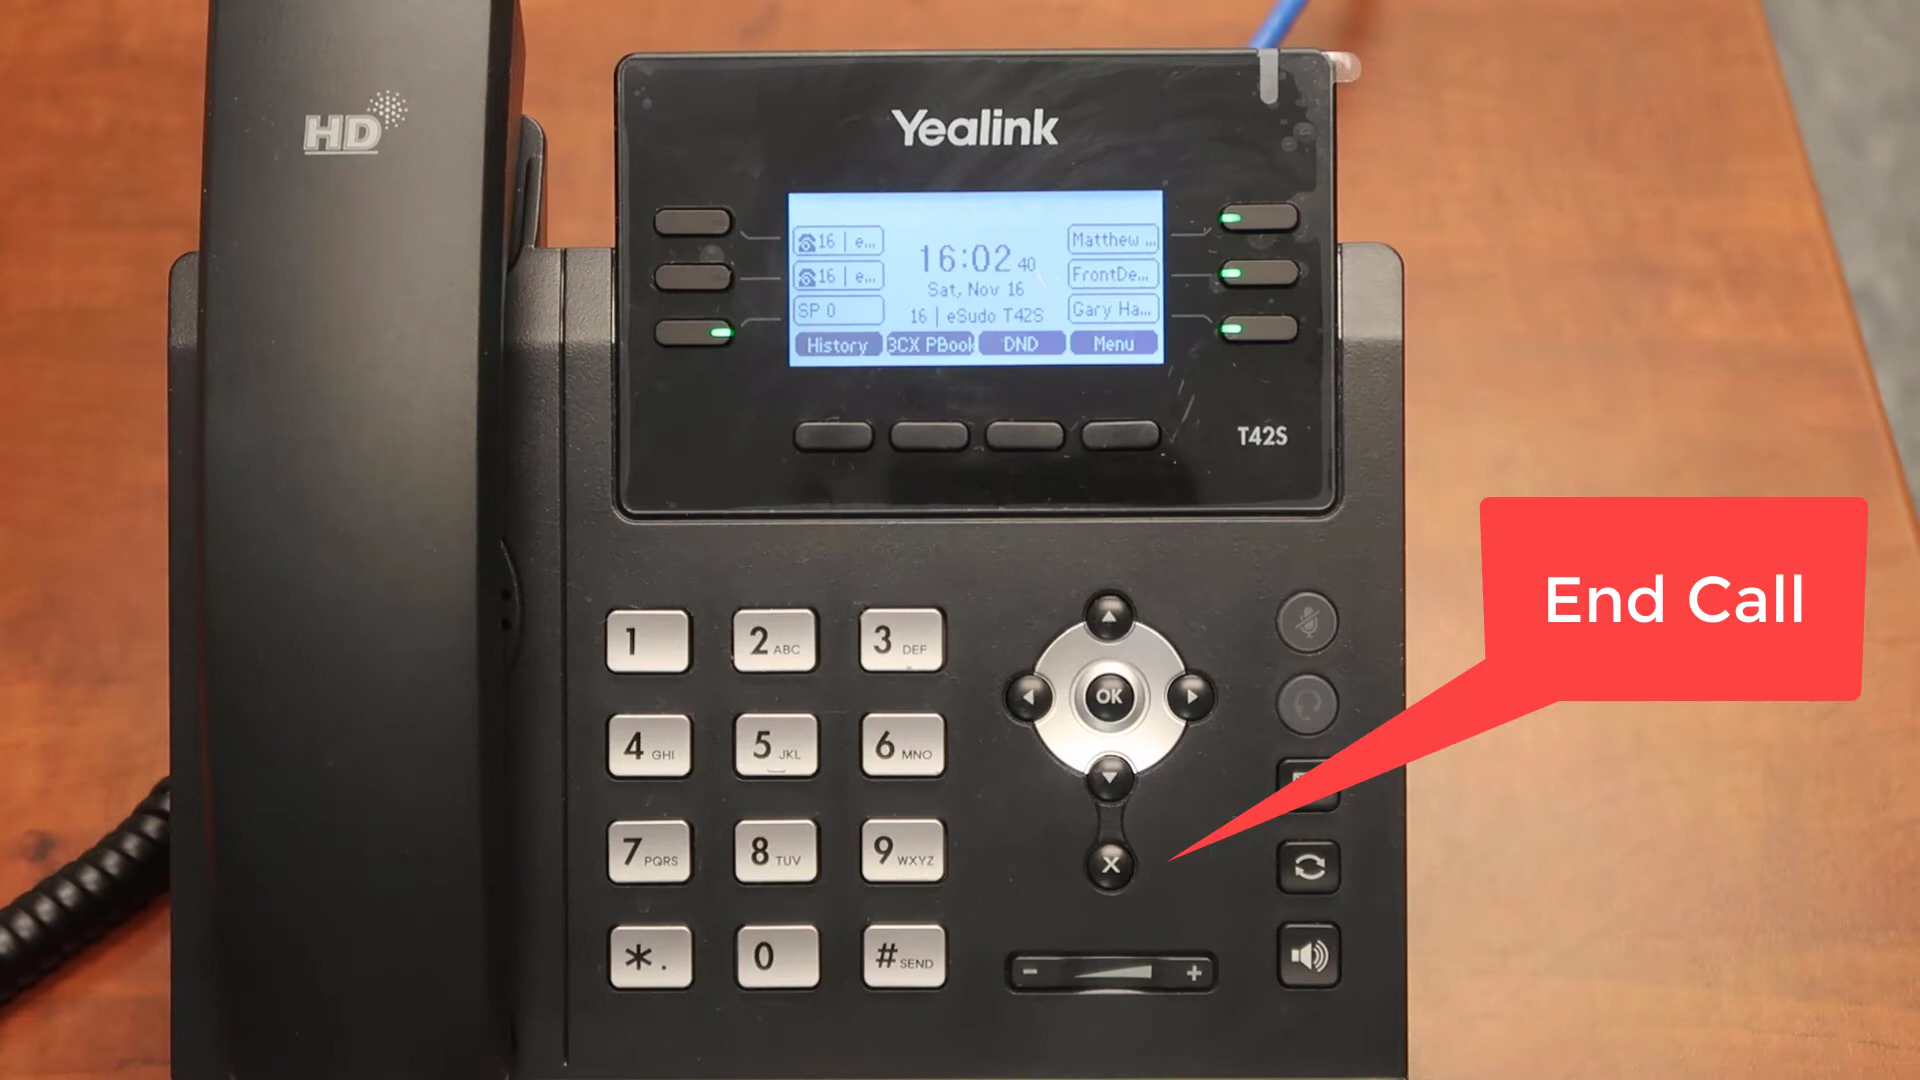 HD
Yealink
16 | e...
16:02 40
Matthew ...
16 | e...
Sat, Nov 16
FrontDe...
SP 0
16 | eSudo T42S
Gary Ha...
History
3CX PBook
DND
Menu
T42S
End Call
1
2 ABC
3 DEF
OK
4 GHI
5 JKL
6 MNO
7 PQRS
8 TUV
9 WXYZ
X
* .
0
# SEND
- +